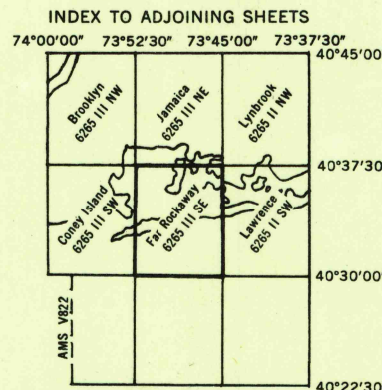 INDEX TO ADJOINING SHEETS
74°00'00" 73°52'30" 73°45'00" 73°37'30"
40°45'00"
Brooklyn
6265 III NW
Jamaica
6265 III NE
Lynbrook
6265 II NW
40°37'30"
Coney Island
6265 III SW
Far Rockaway
6265 III SE
Lawrence
6265 II SW
40°30'00"
AMS V822
40°22'30"